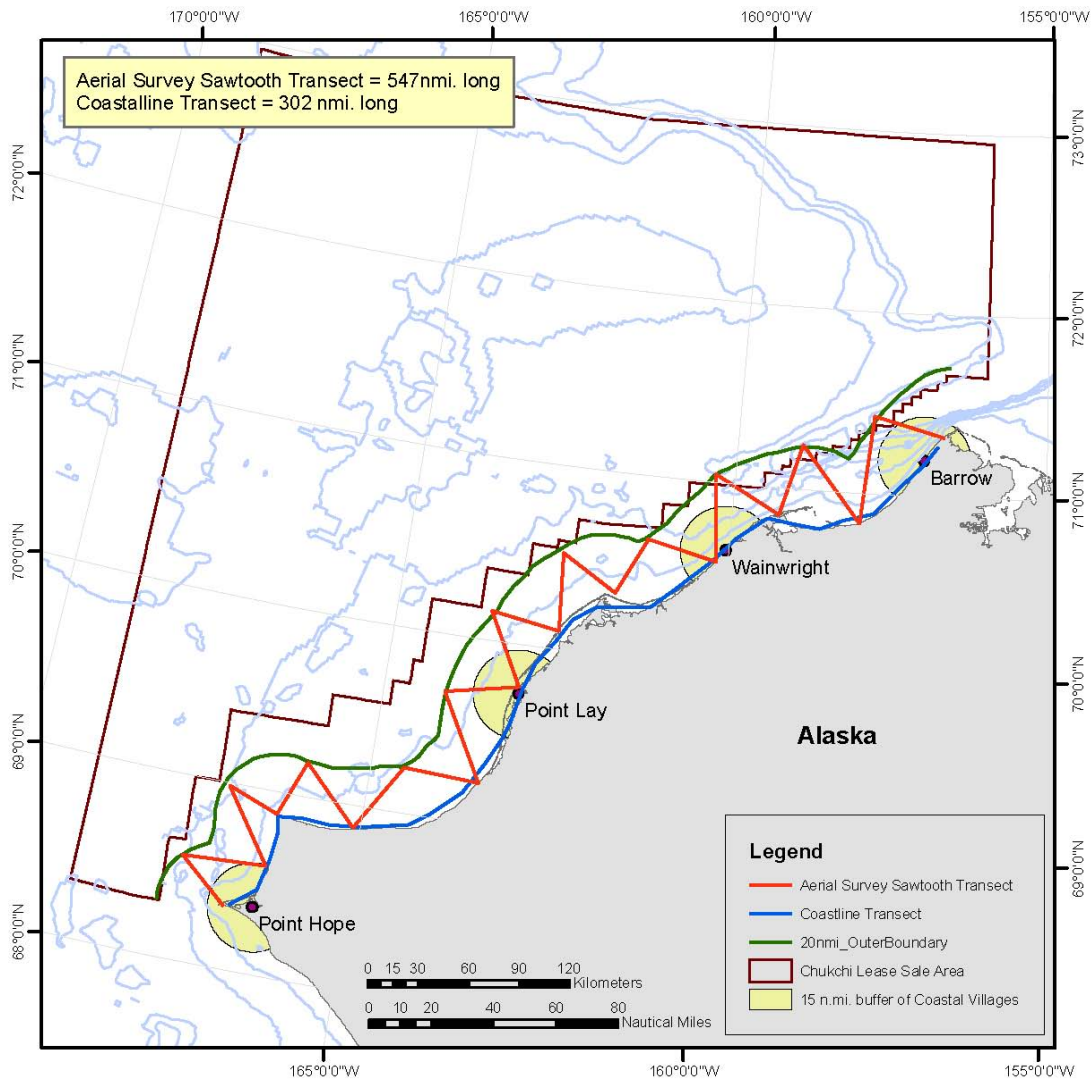 170°0'0"W
165°0'0"W
160°0'0"W
155°0'0"W
Aerial Survey Sawtooth Transect = 547nmi. long
Coastalline Transect = 302 nmi. long
73°0'0"N
72°0'0"N
72°0'0"N
71°0'0"N
71°0'0"N
70°0'0"N
70°0'0"N
69°0'0"N
69°0'0"N
68°0'0"N
Barrow
Wainwright
Point Lay
Alaska
Point Hope
Legend
Aerial Survey Sawtooth Transect
Coastline Transect
20nmi_OuterBoundary
Chukchi Lease Sale Area
15 n.mi. buffer of Coastal Villages
0 15 30 60 90 120
Kilometers
0 10 20 40 60 80
Nautical Miles
165°0'0"W
160°0'0"W
155°0'0"W